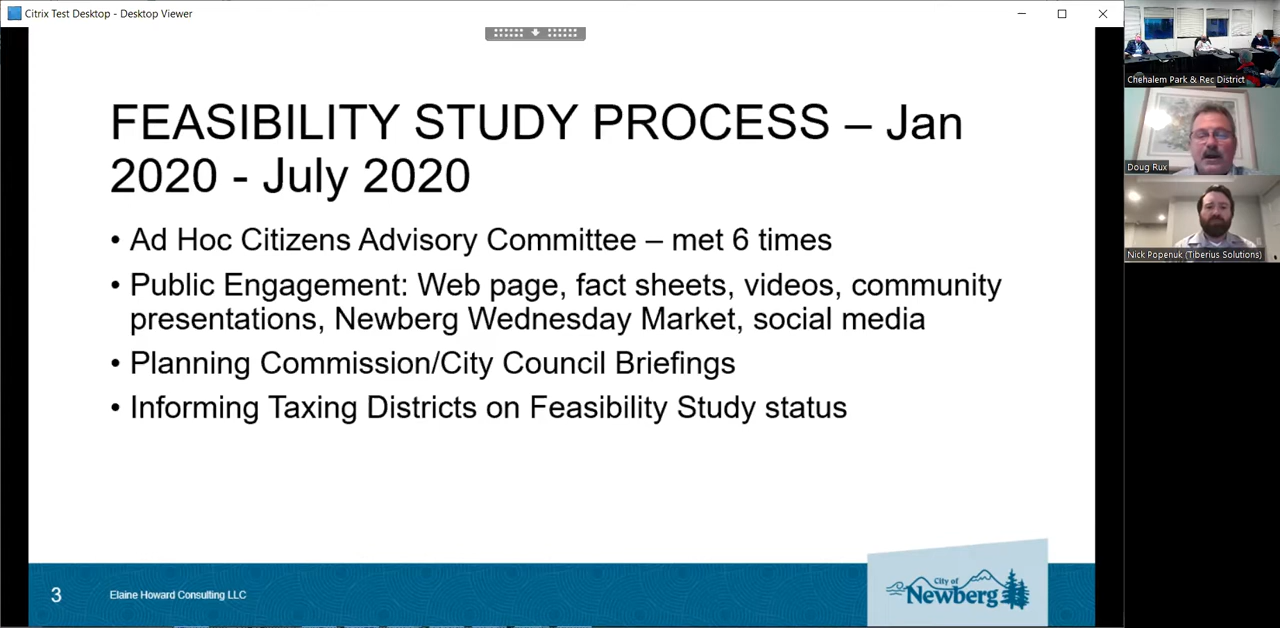 Citrix Test Desktop - Desktop Viewer
FEASIBILITY STUDY PROCESS – Jan
2020 - July 2020
• Ad Hoc Citizens Advisory Committee – met 6 times
• Public Engagement: Web page, fact sheets, videos, community
presentations, Newberg Wednesday Market, social media
• Planning Commission/City Council Briefings
• Informing Taxing Districts on Feasibility Study status
3
Elaine Howard Consulting LLC
City of
Newberg
Chehalem Park & Rec District
Doug Rux
Nick Popenuk (Tiberius Solutions)